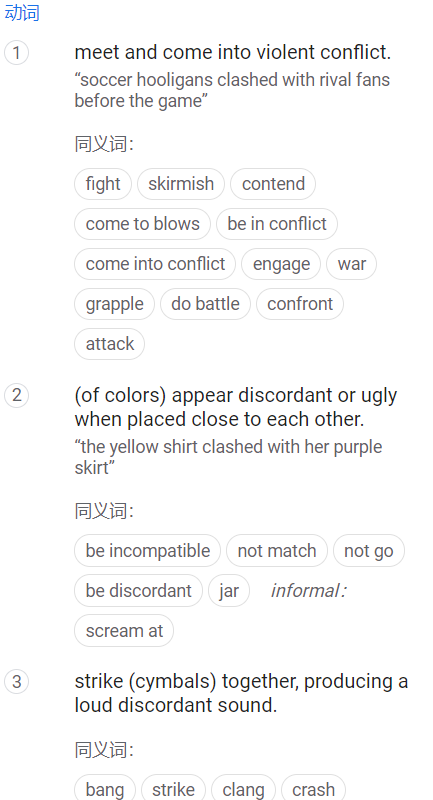 动词
1
meet and come into violent conflict.
“soccer hooligans clashed with rival fans
before the game”
同义词：
fight skirmish contend
come to blows be in conflict
come into conflict engage war
grapple do battle confront
attack
2
(of colors) appear discordant or ugly
when placed close to each other.
“the yellow shirt clashed with her purple
skirt”
同义词：
be incompatible not match not go
be discordant jar informal：
scream at
3
strike (cymbals) together, producing a
loud discordant sound.
同义词：
bang strike clang crash